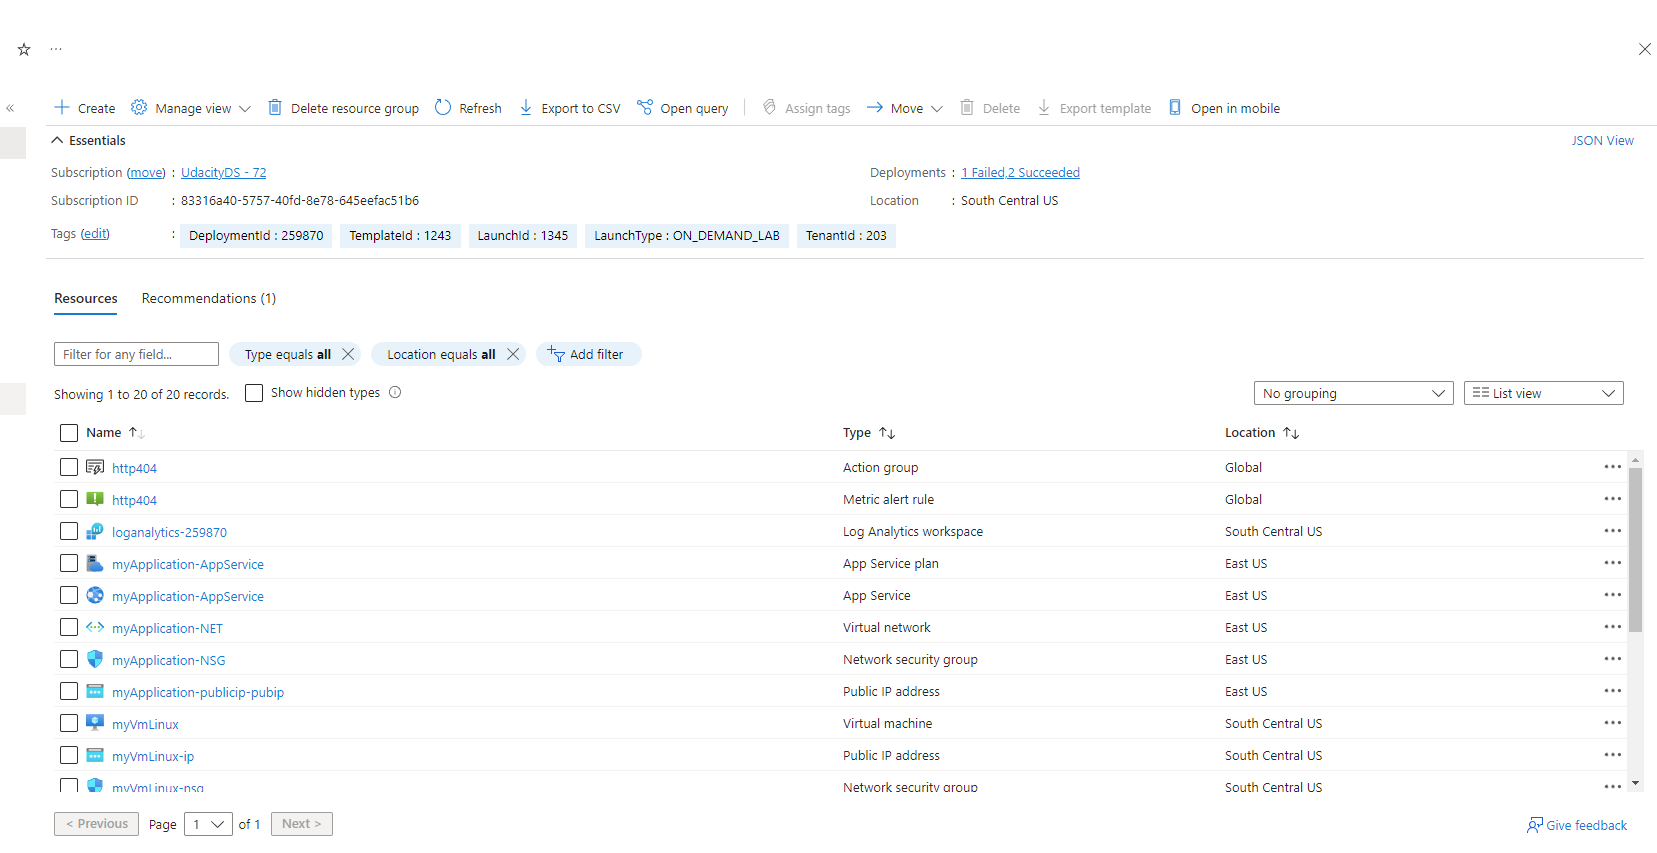 Create Manage view Delete resource group Refresh Export to CSV Open query Assign tags Move Delete Export template Open in mobile
Essentials JSON View
Subscription (move) : UdacityDS - 72 Deployments : 1 Failed,2 Succeeded
Subscription ID : 83316a40-5757-40fd-8e78-645eefac51b6 Location : South Central US
Tags (edit) : DeploymentId : 259870 TemplateId : 1243 LaunchId : 1345 LaunchType : ON_DEMAND_LAB TenantId : 203
Resources Recommendations (1)
Filter for any field... Type equals all Location equals all Add filter
Showing 1 to 20 of 20 records. Show hidden types No grouping List view
Name Type Location
http404 Action group Global
http404 Metric alert rule Global
loganalytics-259870 Log Analytics workspace South Central US
myApplication-AppService App Service plan East US
myApplication-AppService App Service East US
myApplication-NET Virtual network East US
myApplication-NSG Network security group East US
myApplication-publicip-pubip Public IP address East US
myVmLinux Virtual machine South Central US
myVmLinux-ip Public IP address South Central US
myVmLinux-nsg Network security group South Central US
< Previous Page 1 of 1 Next > Give feedback